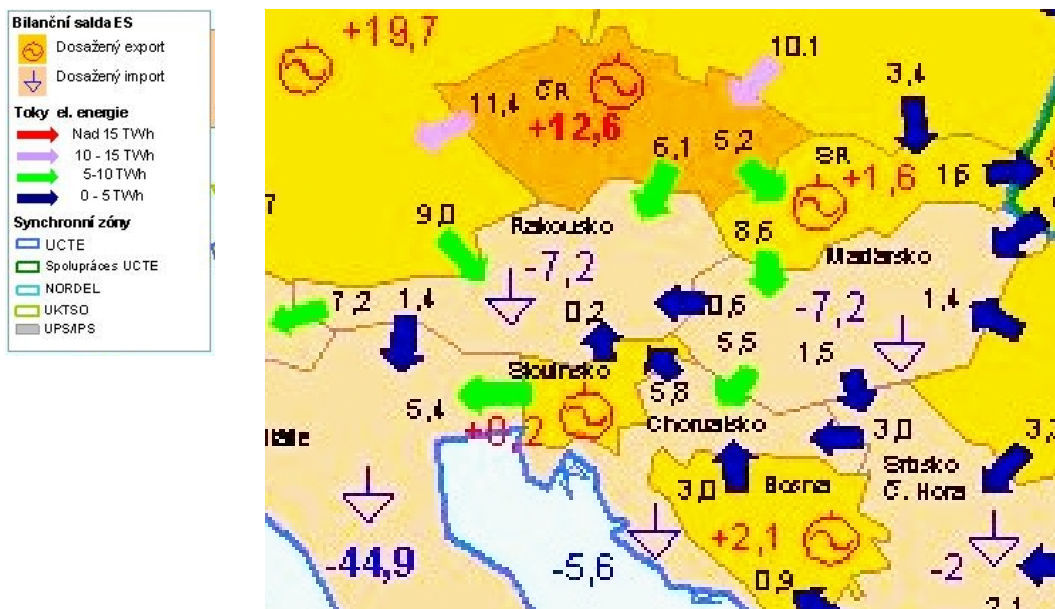 Bilanční salda ES
Dosažený export
Dosažený import
Toky el. energie
Nad 15 TWh
10 - 15 TWh
5-10 TWh
0 - 5 TWh
Synchronní zóny
UCTE
Spolupráces UCTE
NORDEL
UKTSO
UPS/IPS
+19,7
10.1
3,4
11,4
ČR
+12,6
6,1
5,2
SR
+1,6
1,6
9,0
Rakousko
8,6
Maďarsko
-7,2
-7,2
7,2
1,4
0,2
0,6
1,4
5,5
1,5
Slovinsko
5,8
5,4
+0,2
Chorvatsko
3,0
Srbsko
Č. Hora
3,0
Bosna
+2,1
-44,9
-5,6
-2
0,9